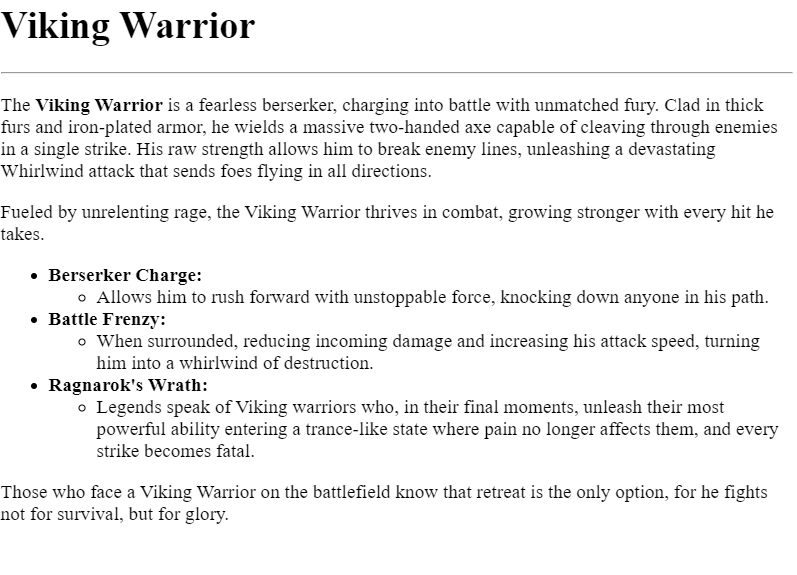 Viking Warrior
The Viking Warrior is a fearless berserker, charging into battle with unmatched fury. Clad in thick
furs and iron-plated armor, he wields a massive two-handed axe capable of cleaving through enemies
in a single strike. His raw strength allows him to break enemy lines, unleashing a devastating
Whirlwind attack that sends foes flying in all directions.
Fueled by unrelenting rage, the Viking Warrior thrives in combat, growing stronger with every hit he
takes.
Berserker Charge:
Allows him to rush forward with unstoppable force, knocking down anyone in his path.
Battle Frenzy:
When surrounded, reducing incoming damage and increasing his attack speed, turning
him into a whirlwind of destruction.
Ragnarok's Wrath:
Legends speak of Viking warriors who, in their final moments, unleash their most
powerful ability entering a trance-like state where pain no longer affects them, and every
strike becomes fatal.
Those who face a Viking Warrior on the battlefield know that retreat is the only option, for he fights
not for survival, but for glory.